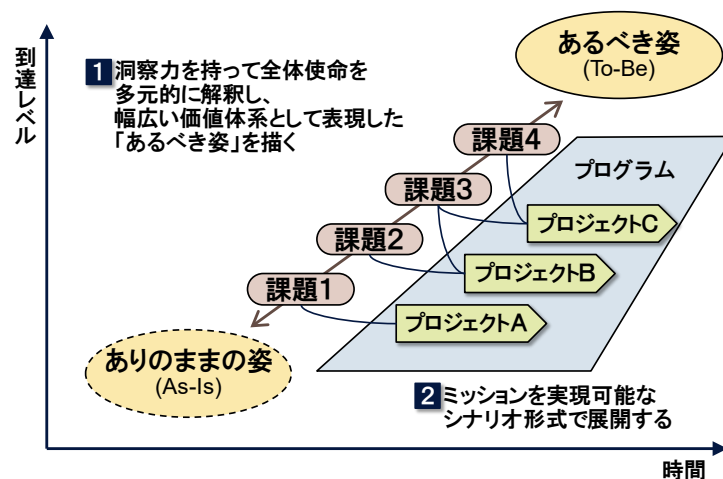 到達レベル
あるべき姿
(To-Be)
1 洞察力を持って全体使命を
多元的に解釈し、
幅広い価値体系として表現した
「あるべき姿」を描く
課題4
プログラム
課題3
プロジェクトC
課題2
プロジェクトB
課題1
プロジェクトA
ありのままの姿
(As-Is)
2 ミッションを実現可能な
シナリオ形式で展開する
時間